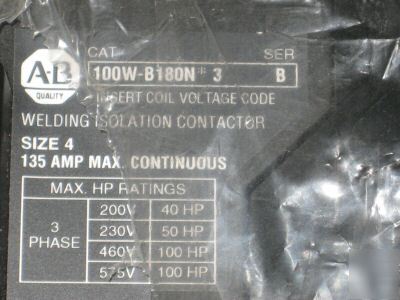 CAT SER
A-B 100W-B180N* 3 B
QUALITY INSERT COIL VOLTAGE CODE
WELDING ISOLATION CONTACTOR
SIZE 4
135 AMP MAX. CONTINUOUS
MAX. HP RATINGS
3 PHASE
200V 40 HP
230V 50 HP
460V 100 HP
575V 100 HP